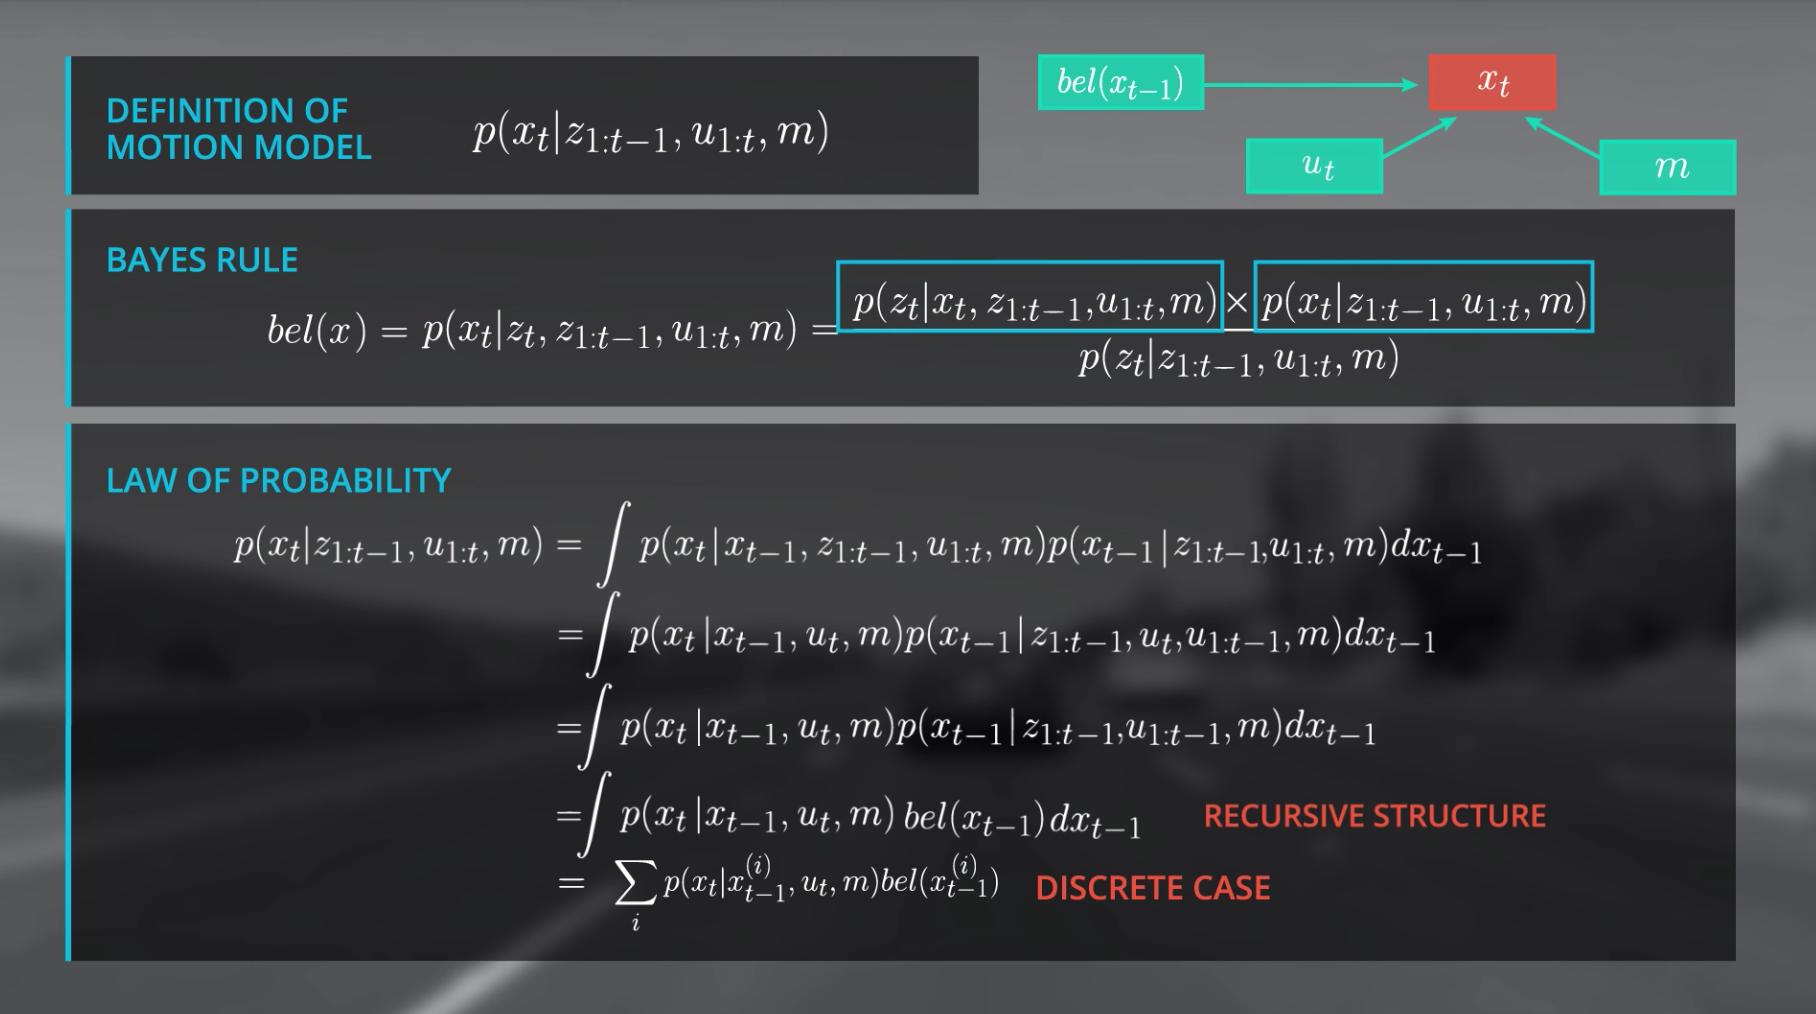 DEFINITION OF
MOTION MODEL
p(x_t|z_{1:t−1}, u_{1:t}, m)
bel(x_{t−1})
x_t
u_t
m
BAYES RULE
bel(x) = p(x_t|z_t, z_{1:t−1}, u_{1:t}, m) = \frac{p(z_t|x_t, z_{1:t−1}, u_{1:t}, m) × p(x_t|z_{1:t−1}, u_{1:t}, m)}{p(z_t|z_{1:t−1}, u_{1:t}, m)}
LAW OF PROBABILITY
p(x_t|z_{1:t−1}, u_{1:t}, m) = ∫ p(x_t|x_{t−1}, z_{1:t−1}, u_{1:t}, m)p(x_{t−1}|z_{1:t−1}, u_{1:t}, m)dx_{t−1}
= ∫ p(x_t|x_{t−1}, u_t, m)p(x_{t−1}|z_{1:t−1}, u_t, u_{1:t−1}, m)dx_{t−1}
= ∫ p(x_t|x_{t−1}, u_t, m)p(x_{t−1}|z_{1:t−1}, u_{1:t−1}, m)dx_{t−1}
= ∫ p(x_t|x_{t−1}, u_t, m) bel(x_{t−1})dx_{t−1} RECURSIVE STRUCTURE
= ∑_i p(x_t|x_{t−1}^{(i)}, u_t, m)bel(x_{t−1}^{(i)}) DISCRETE CASE